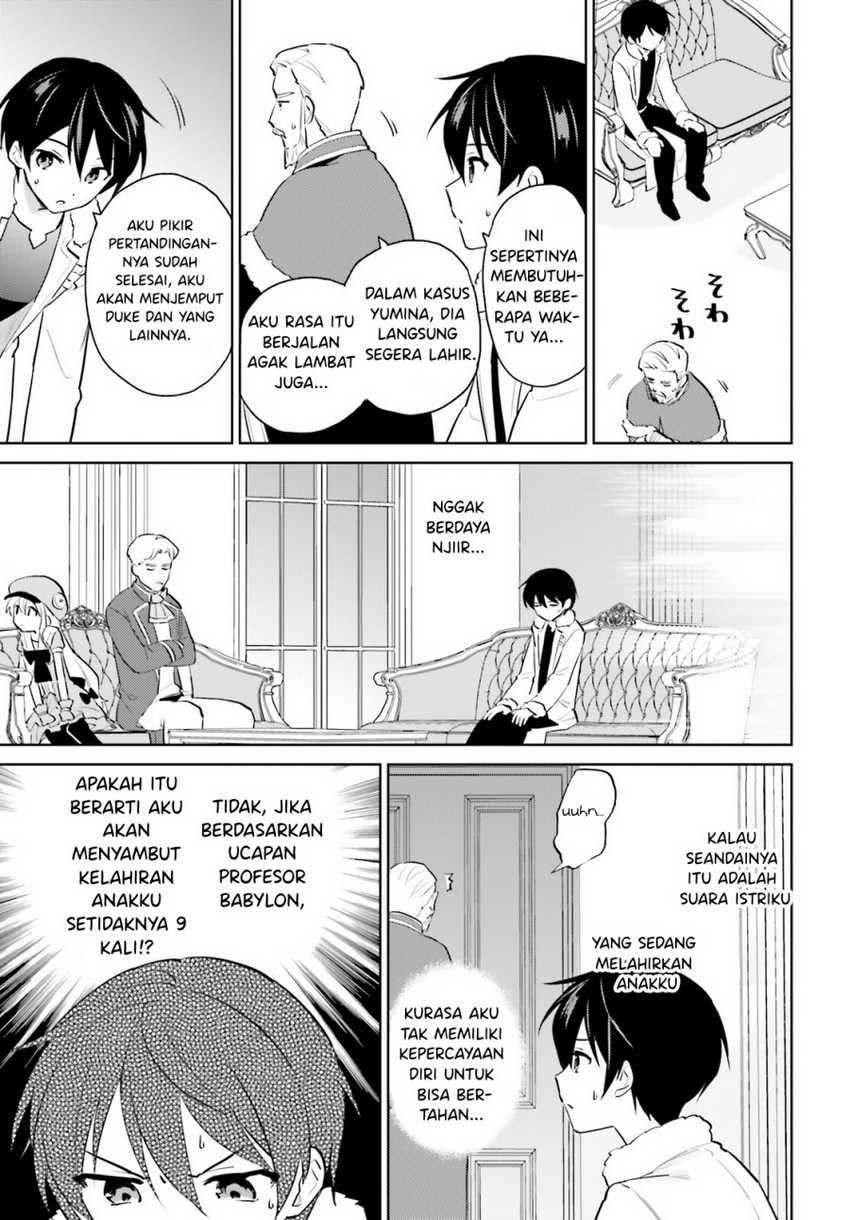 そわ
そわ
INI
SEPERTINYA
MEMBUTUH-
KAN BEBE-
RAPA WAK-
TU YA...
DALAM KASUS
YUMINA, DIA
LANGSUNG
SEGERA LAHIR.
AKU RASA ITU
BERJALAN
AGAK LAMBAT
JUGA...
AKU PIKIR
PERTANDINGAN-
NYA SUDAH
SELESAI, AKU
AKAN MENJEMPUT
DUKE DAN YANG
LAINNYA.
NGGAK
BERDAYA
NJIIR...
KALAU
SEANDAINYA
ITU ADALAH
SUARA ISTRIKU
uuhn...
YANG SEDANG
MELAHIRKAN
ANAKKU
KURASA AKU
TAK MEMILIKI
KEPERCAYAAN
DIRI UNTUK
BISA BER-
TAHAN...
TIDAK, JIKA
BERDASARKAN
UCAPAN
PROFESOR
BABYLON,
APAKAH ITU
BERARTI AKU
AKAN
MENYAMBUT
KELAHIRAN
ANAKKU
SETIDAKNYA 9
KALI!?